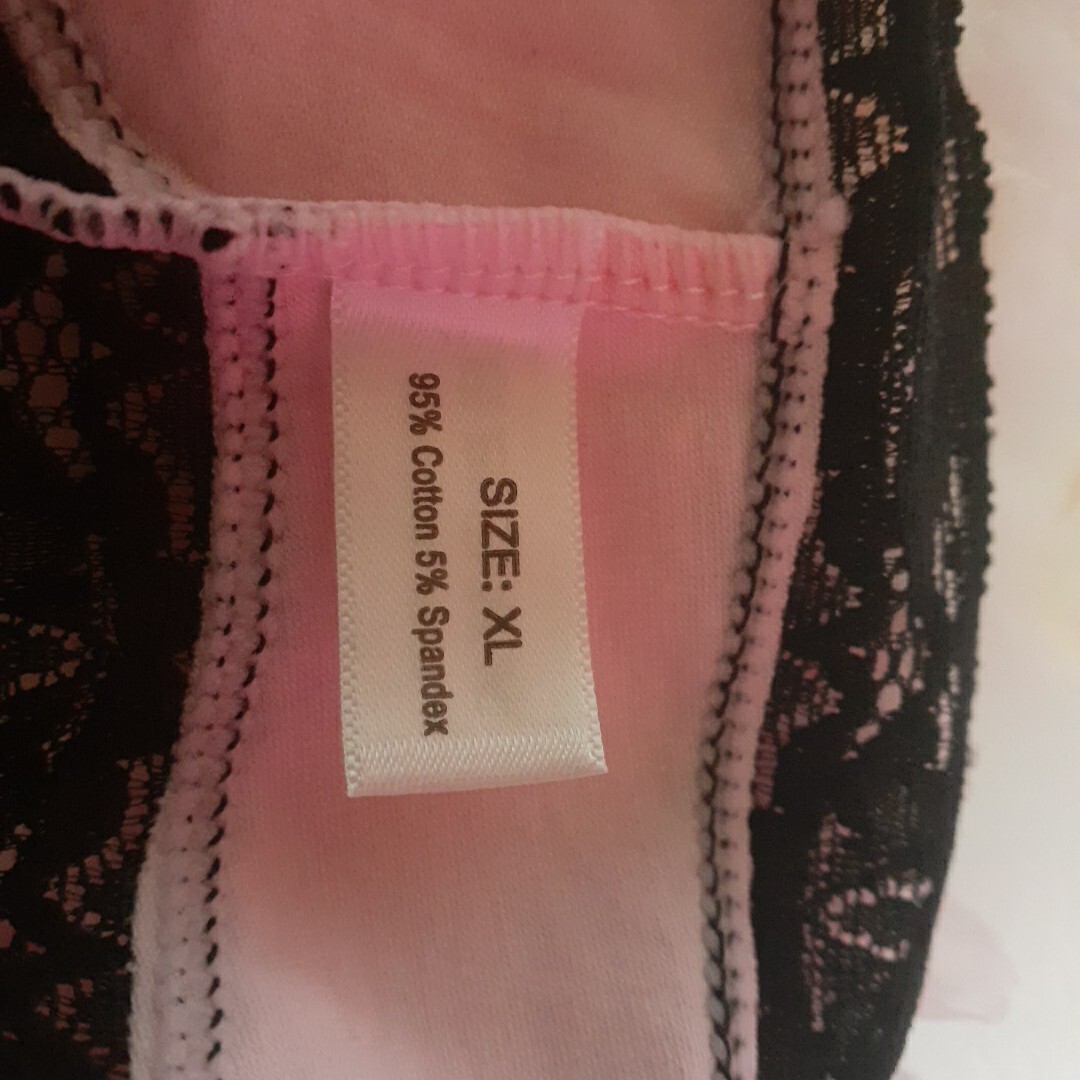 SIZE: XL
95% Cotton 5% Spandex